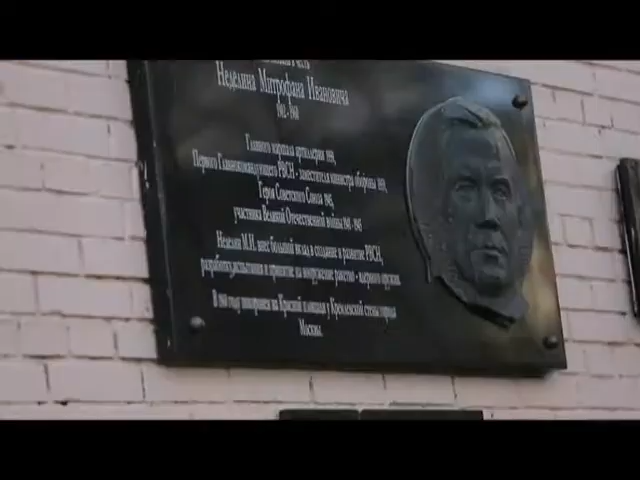 Неделина Митрофана Ивановича
1902 - 1960
Главного маршала артиллерии 1959,
Первого Главнокомандующего РВСН - заместителя министра обороны 1959,
Героя Советского Союза 1945,
участника Великой Отечественной войны 1941 - 1945
Неделин М.И. внес большой вклад в создание и развитие РВСН,
разработку, испытания и принятие на вооружение ракетно - ядерного оружия.
В 1960 году похоронен на Красной площади у Кремлевской стены города
Москвы.